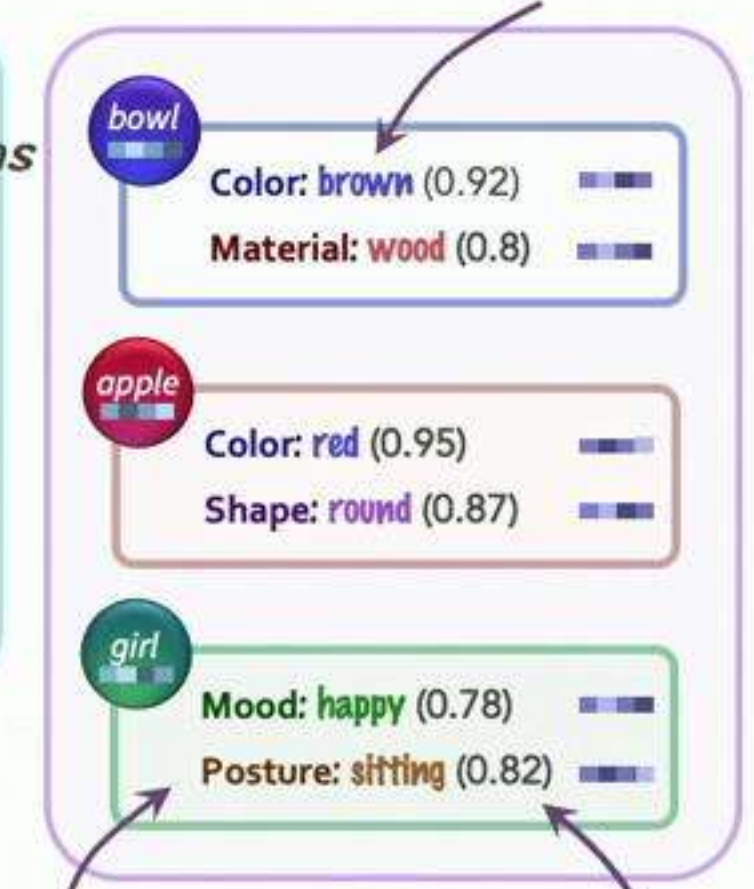 ns
bowl
Color: brown (0.92)
Material: wood (0.8)
apple
Color: red (0.95)
Shape: round (0.87)
girl
Mood: happy (0.78)
Posture: sitting (0.82)